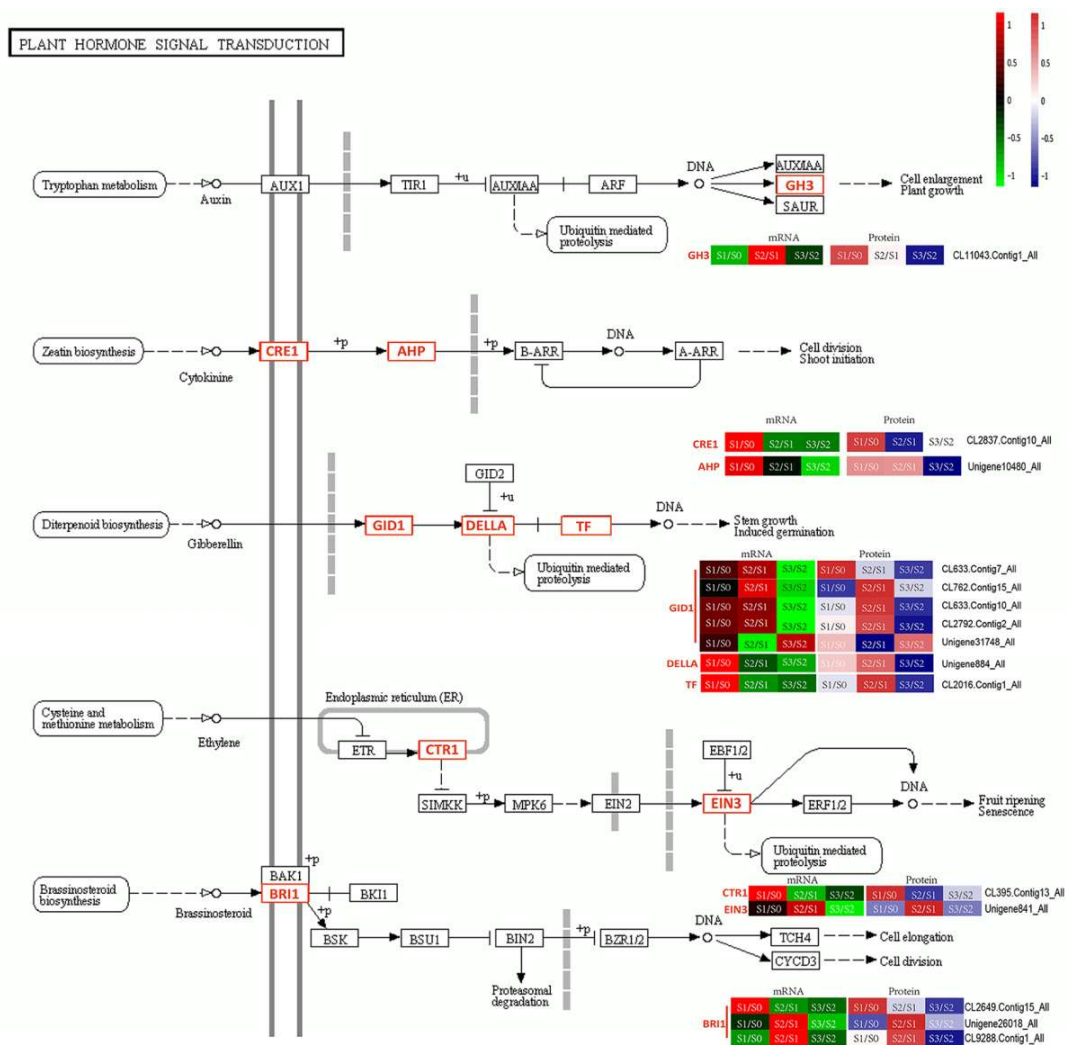 PLANT HORMONE SIGNAL TRANSDUCTION
1 1
0.5 0.5
0 0
-0.5 -0.5
-1 -1
Tryptophan metabolism
Auxin
AUX1
TIR1
+u
AUX/IAA
ARF
DNA
AUX/IAA
GH3
SAUR
Cell enlargement
Plant growth
Ubiquitin mediated
proteolysis
mRNA Protein
GH3 S1/S0 S2/S1 S3/S2 S1/S0 S2/S1 S3/S2 CL11043.Contig1_All
Zeatin biosynthesis
Cytokinine
CRE1
+p
AHP
+p
B-ARR
DNA
A-ARR
Cell division
Shoot initiation
mRNA Protein
CRE1 S1/S0 S2/S1 S3/S2 S1/S0 S2/S1 S3/S2 CL2837.Contig10_All
AHP S1/S0 S2/S1 S3/S2 S1/S0 S2/S1 S3/S2 Unigene10480_All
Diterpenoid biosynthesis
Gibberellin
GID1
GID2
+u
DELLA
TF
DNA
Stem growth
Induced germination
Ubiquitin mediated
proteolysis
mRNA Protein
S1/S0 S2/S1 S3/S2 S1/S0 S2/S1 S3/S2 CL633.Contig7_All
S1/S0 S2/S1 S3/S2 S1/S0 S2/S1 S3/S2 CL762.Contig15_All
GID1 S1/S0 S2/S1 S3/S2 S1/S0 S2/S1 S3/S2 CL633.Contig10_All
S1/S0 S2/S1 S3/S2 S1/S0 S2/S1 S3/S2 CL2792.Contig2_All
S1/S0 S2/S1 S3/S2 S1/S0 S2/S1 S3/S2 Unigene31748_All
DELLA S1/S0 S2/S1 S3/S2 S1/S0 S2/S1 S3/S2 Unigene884_All
TF S1/S0 S2/S1 S3/S2 S1/S0 S2/S1 S3/S2 CL2016.Contig1_All
Cysteine and
methionine metabolism
Ethylene
Endoplasmic reticulum (ER)
ETR
CTR1
SIMKK
+p
MPK6
EIN2
EBF1/2
+u
EIN3
ERF1/2
DNA
Fruit ripening
Senescence
Ubiquitin mediated
proteolysis
mRNA Protein
CTR1 S1/S0 S2/S1 S3/S2 S1/S0 S2/S1 S3/S2 CL395.Contig13_All
EIN3 S1/S0 S2/S1 S3/S2 S1/S0 S2/S1 S3/S2 Unigene841_All
Brassinosteroid
biosynthesis
Brassinosteroid
BAK1
+p
BRI1
BKI1
+p
BSK
BSU1
BIN2
+p
BZR1/2
DNA
TCH4
Cell elongation
CYCD3
Cell division
Proteasomal
degradation
mRNA Protein
S1/S0 S2/S1 S3/S2 S1/S0 S2/S1 S3/S2 CL2649.Contig15_All
BRI1 S1/S0 S2/S1 S3/S2 S1/S0 S2/S1 S3/S2 Unigene26018_All
S1/S0 S2/S1 S3/S2 S1/S0 S2/S1 S3/S2 CL9288.Contig1_All